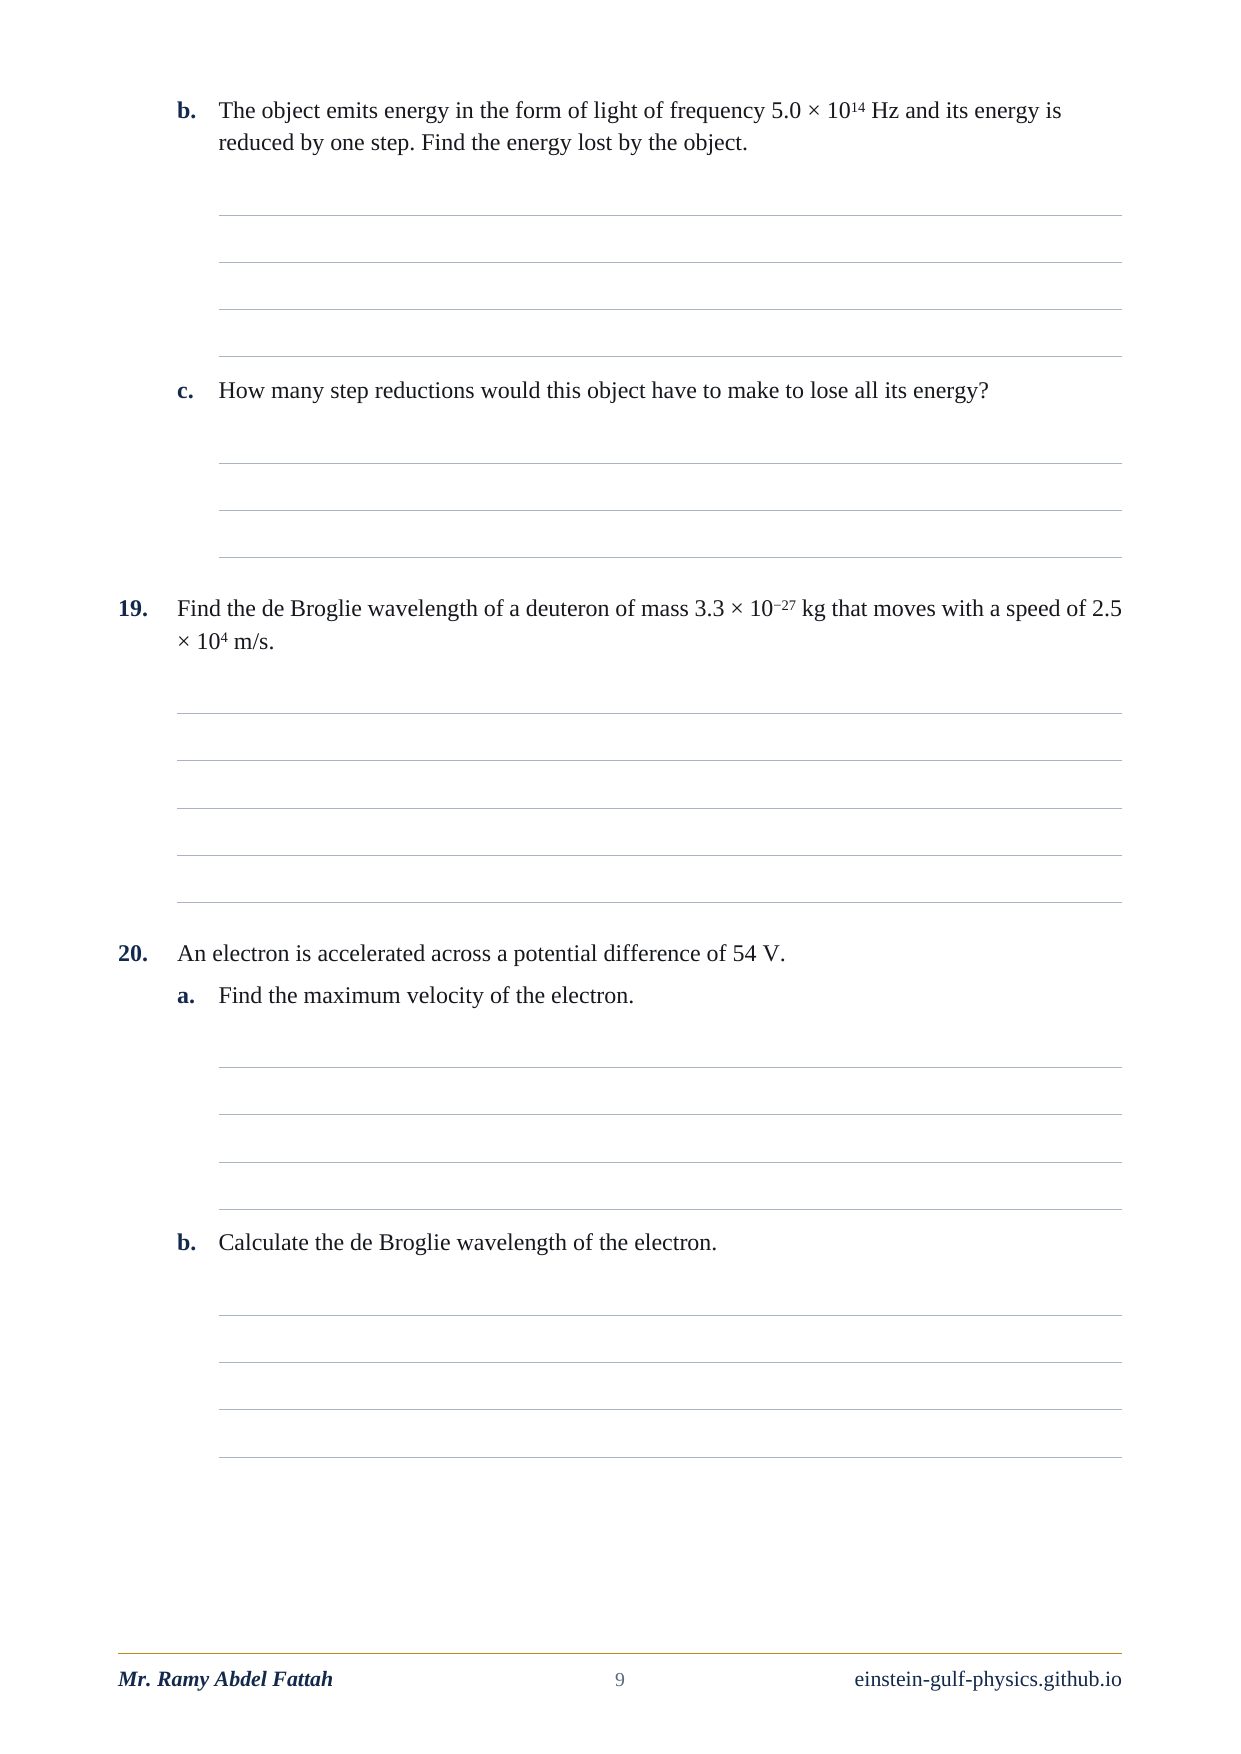 b. The object emits energy in the form of light of frequency 5.0 × 10¹⁴ Hz and its energy is
reduced by one step. Find the energy lost by the object.
c. How many step reductions would this object have to make to lose all its energy?
19. Find the de Broglie wavelength of a deuteron of mass 3.3 × 10⁻²⁷ kg that moves with a speed of 2.5
× 10⁴ m/s.
20. An electron is accelerated across a potential difference of 54 V.
a. Find the maximum velocity of the electron.
b. Calculate the de Broglie wavelength of the electron.
Mr. Ramy Abdel Fattah 9 einstein-gulf-physics.github.io